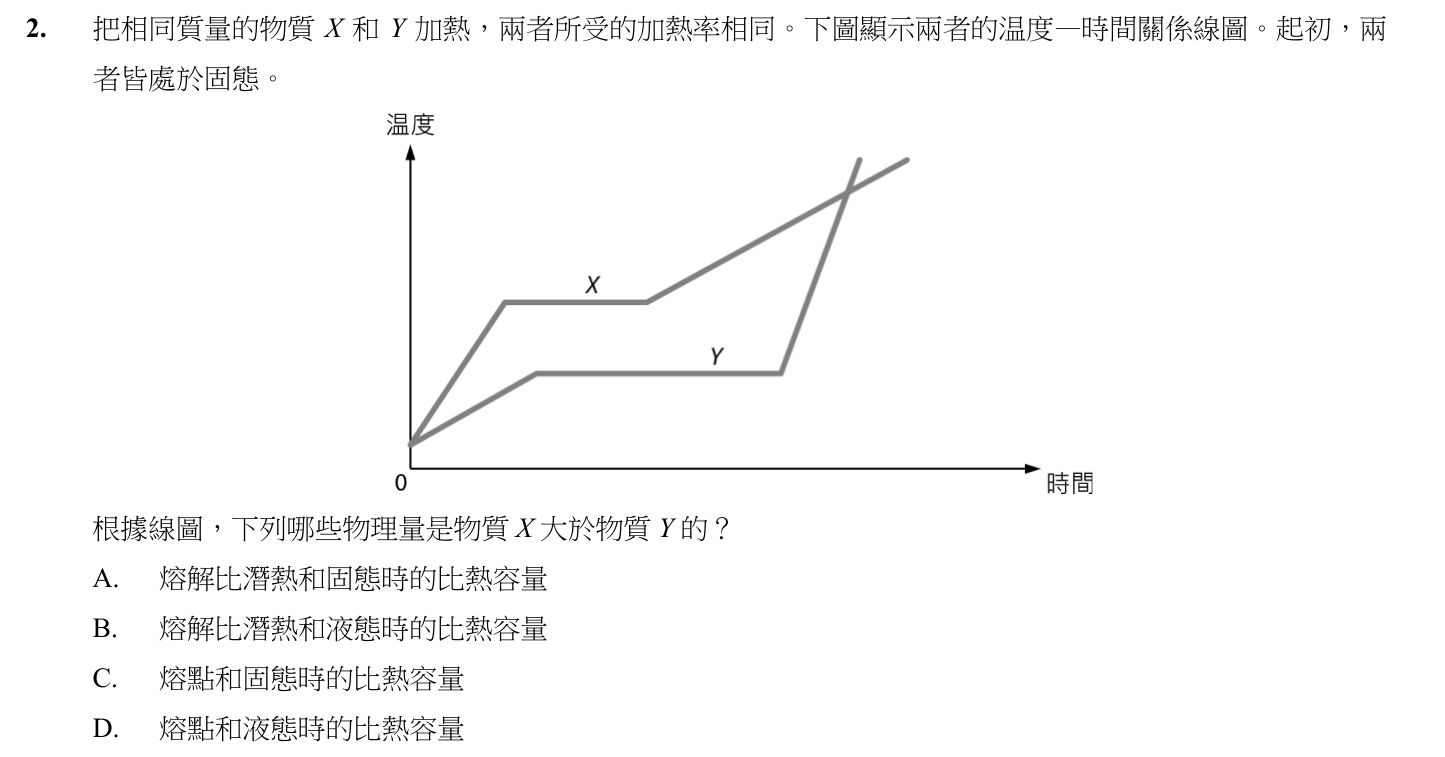 2. 把相同質量的物質 X 和 Y 加熱，兩者所受的加熱率相同。下圖顯示兩者的温度—時間關係線圖。起初，兩
者皆處於固態。
温度
X
Y
0
時間
根據線圖，下列哪些物理量是物質 X 大於物質 Y 的？
A. 熔解比潛熱和固態時的比熱容量
B. 熔解比潛熱和液態時的比熱容量
C. 熔點和固態時的比熱容量
D. 熔點和液態時的比熱容量